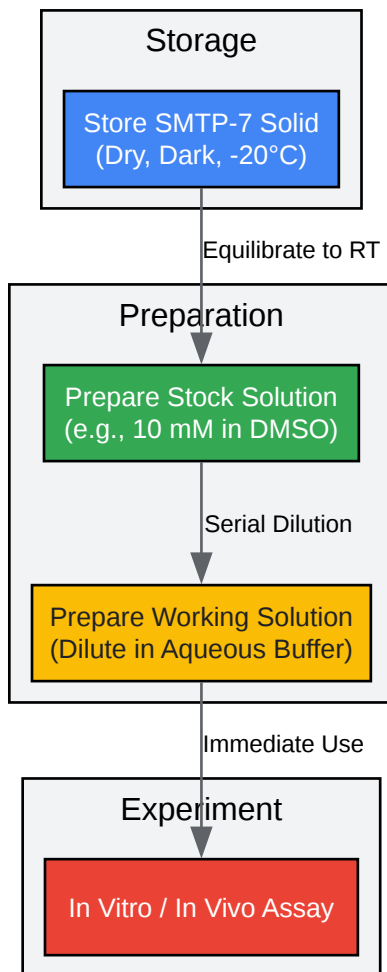 Storage
Store SMTP-7 Solid
(Dry, Dark, -20°C)
Equilibrate to RT
Preparation
Prepare Stock Solution
(e.g., 10 mM in DMSO)
Serial Dilution
Prepare Working Solution
(Dilute in Aqueous Buffer)
Immediate Use
Experiment
In Vitro / In Vivo Assay